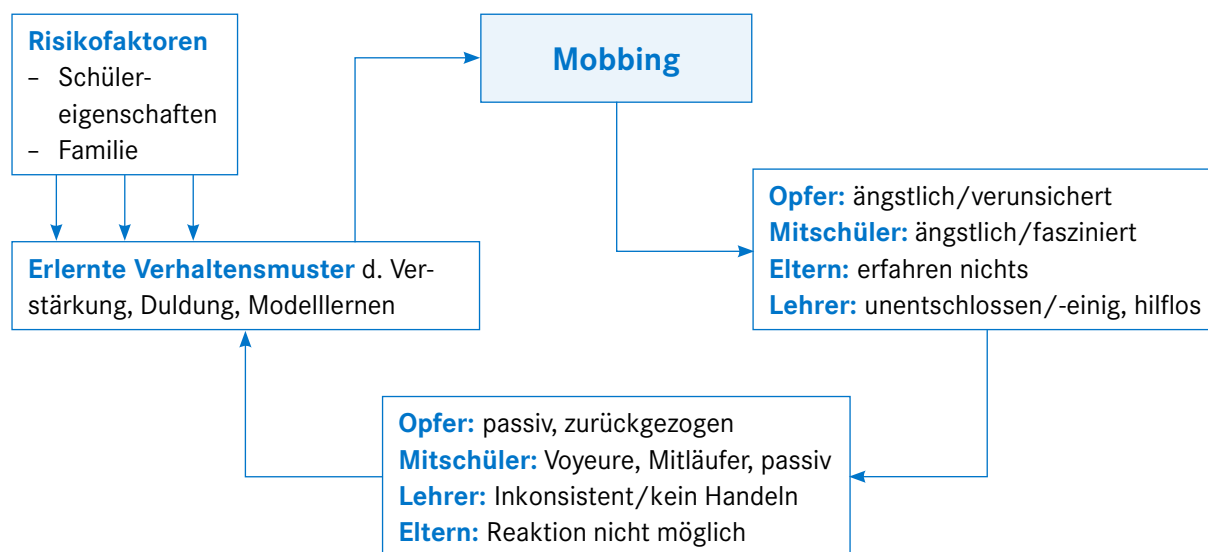 Risikofaktoren
– Schüler-
eigenschaften
– Familie
Mobbing
Opfer: ängstlich/verunsichert
Mitschüler: ängstlich/fasziniert
Eltern: erfahren nichts
Lehrer: unentschlossen/-einig, hilflos
Erlernte Verhaltensmuster d. Ver-
stärkung, Duldung, Modelllernen
Opfer: passiv, zurückgezogen
Mitschüler: Voyeure, Mitläufer, passiv
Lehrer: Inkonsistent/kein Handeln
Eltern: Reaktion nicht möglich